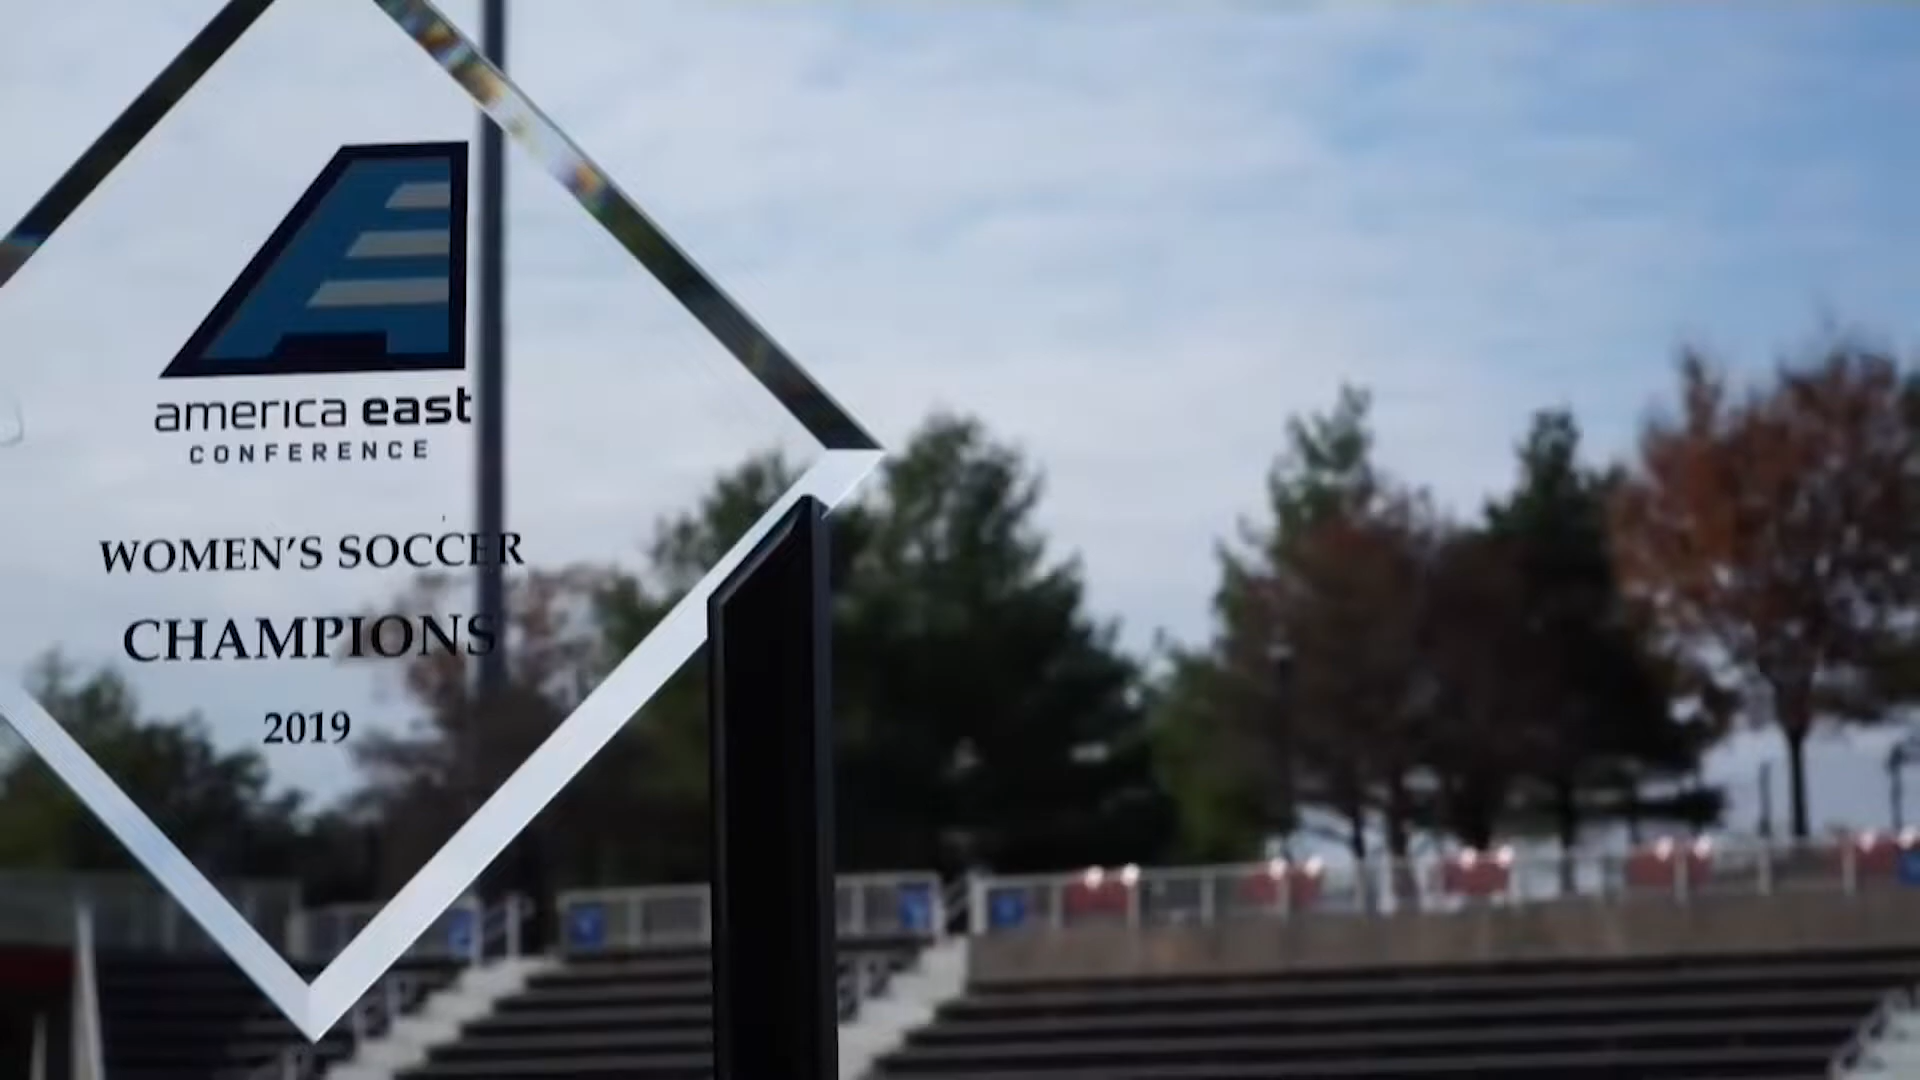 america east
CONFERENCE
WOMEN'S SOCCER
CHAMPIONS
2019